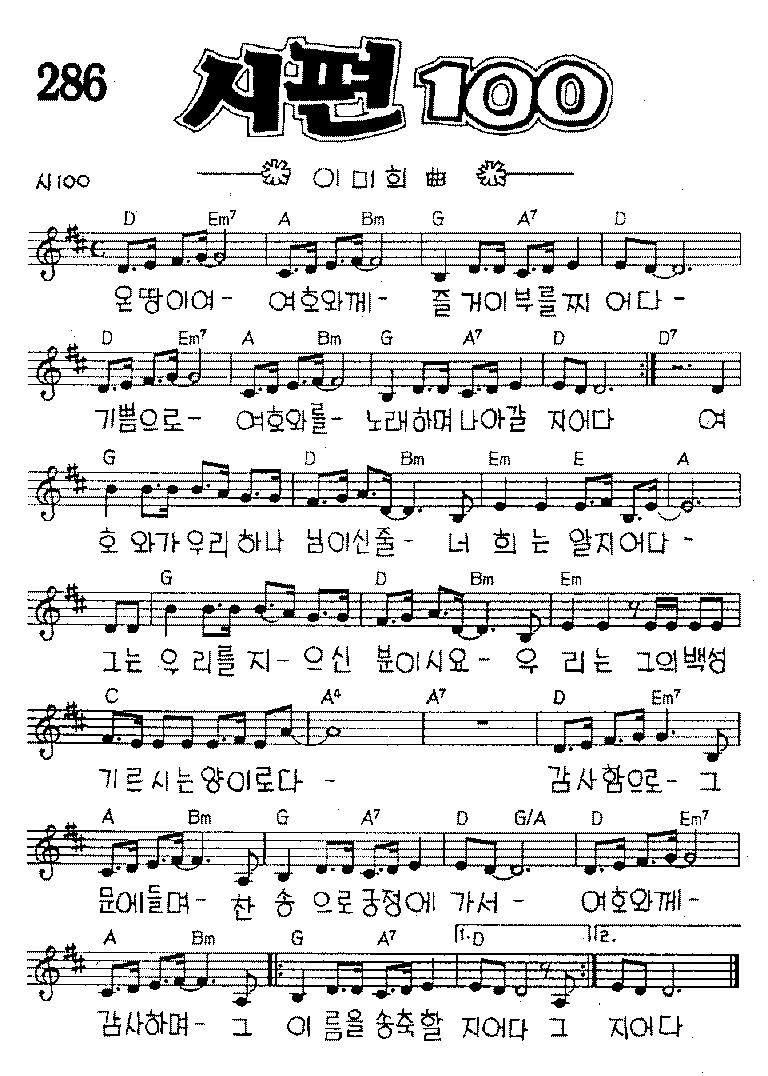 286
시편 100
시100
이미희 曲
D Em7 A Bm G A7 D
온땅이여- 여호와께- 즐거이부를찌 어다-
D Em7 A Bm G A7 D D7
기쁨으로- 여호와를- 노래하며나아갈 지어다 여
G D Bm Em E A
호 와가우리하나 님이신줄- 너 희 는 알지어다-
G D Bm Em
그는 우리를지-으신 분이시요- 우 리는 그의백성
C A4 A7 D Em7
기르시는양이로다 - 감사함으로- 그
A Bm G A7 D G/A D Em7
문에들며- 찬 송 으로궁정에 가서- 여호와께-
A Bm G A7 1. D 2.
감사하며- 그 이름을송축할 지어다 그 지어다